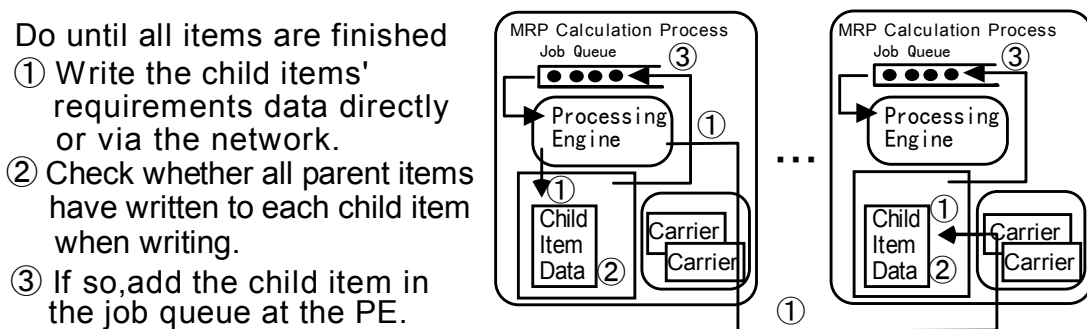 Do until all items are finished
① Write the child items'
requirements data directly
or via the network.
② Check whether all parent items
have written to each child item
when writing.
③ If so,add the child item in
the job queue at the PE.
MRP Calculation Process
Job Queue
③
Processing
Engine
①
①
Child
Item
Data
②
Carrier
Carrier
...
MRP Calculation Process
Job Queue
③
Processing
Engine
Child
Item
Data
①
②
Carrier
Carrier
①